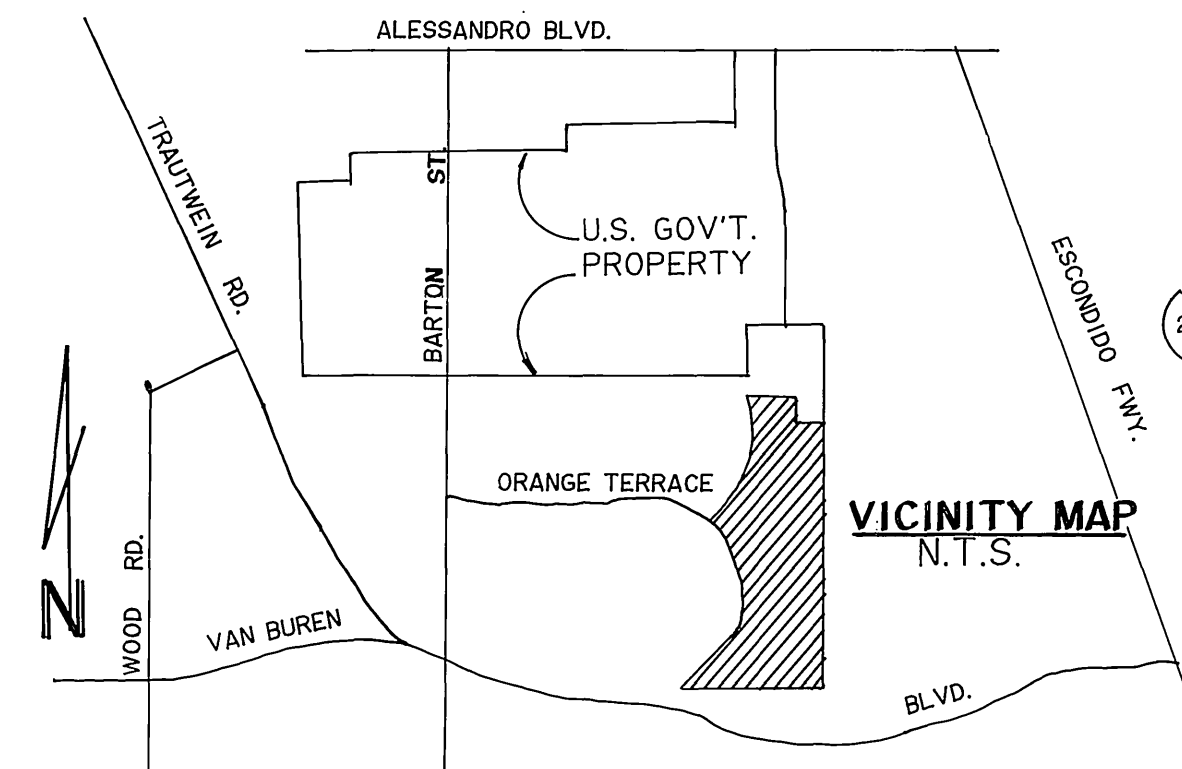 ALESSANDRO BLVD.
TRAUTWEIN RD.
BARTON ST.
U.S. GOV'T.
PROPERTY
ESCONDIDO FWY.
2
ORANGE TERRACE
VICINITY MAP
N.T.S.
N
WOOD RD.
VAN BUREN
BLVD.